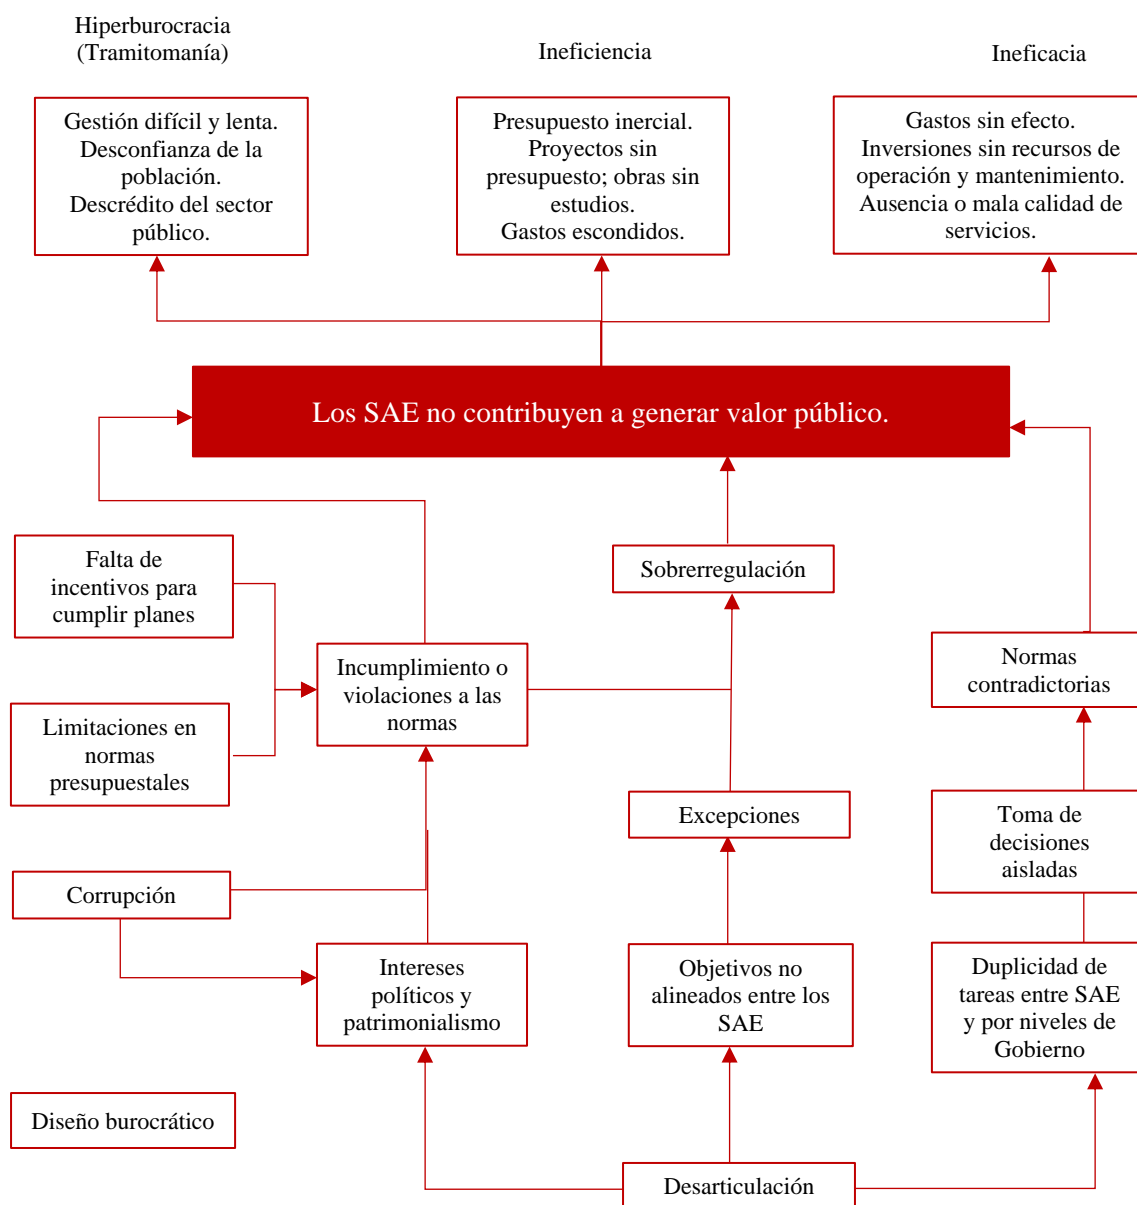 Hiperburocracia
(Tramitomanía)
Ineficiencia
Ineficacia
Gestión difícil y lenta.
Desconfianza de la
población.
Descrédito del sector
público.
Presupuesto inercial.
Proyectos sin
presupuesto; obras sin
estudios.
Gastos escondidos.
Gastos sin efecto.
Inversiones sin recursos de
operación y mantenimiento.
Ausencia o mala calidad de
servicios.
Los SAE no contribuyen a generar valor público.
Falta de
incentivos para
cumplir planes
Sobrerregulación
Incumplimiento o
violaciones a las
normas
Normas
contradictorias
Limitaciones en
normas
presupuestales
Excepciones
Toma de
decisiones
aisladas
Corrupción
Intereses
políticos y
patrimonialismo
Objetivos no
alineados entre los
SAE
Duplicidad de
tareas entre SAE
y por niveles de
Gobierno
Diseño burocrático
Desarticulación